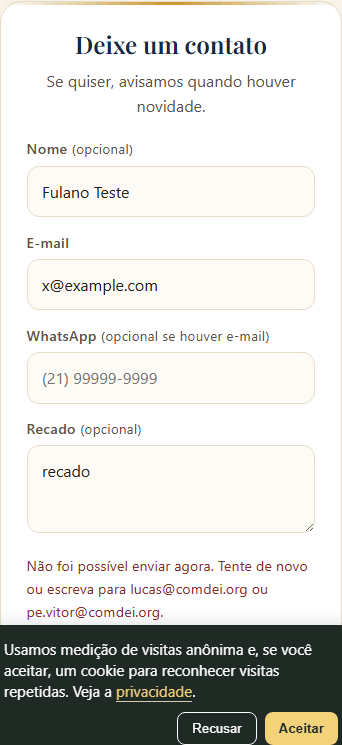 Deixe um contato
Se quiser, avisamos quando houver
novidade.
Nome (opcional)
Fulano Teste
E-mail
x@example.com
WhatsApp (opcional se houver e-mail)
(21) 99999-9999
Recado (opcional)
recado
Não foi possível enviar agora. Tente de novo
ou escreva para lucas@comdei.org ou
pe.vitor@comdei.org.
Usamos medição de visitas anônima e, se você
aceitar, um cookie para reconhecer visitas
repetidas. Veja a privacidade.
Recusar
Aceitar